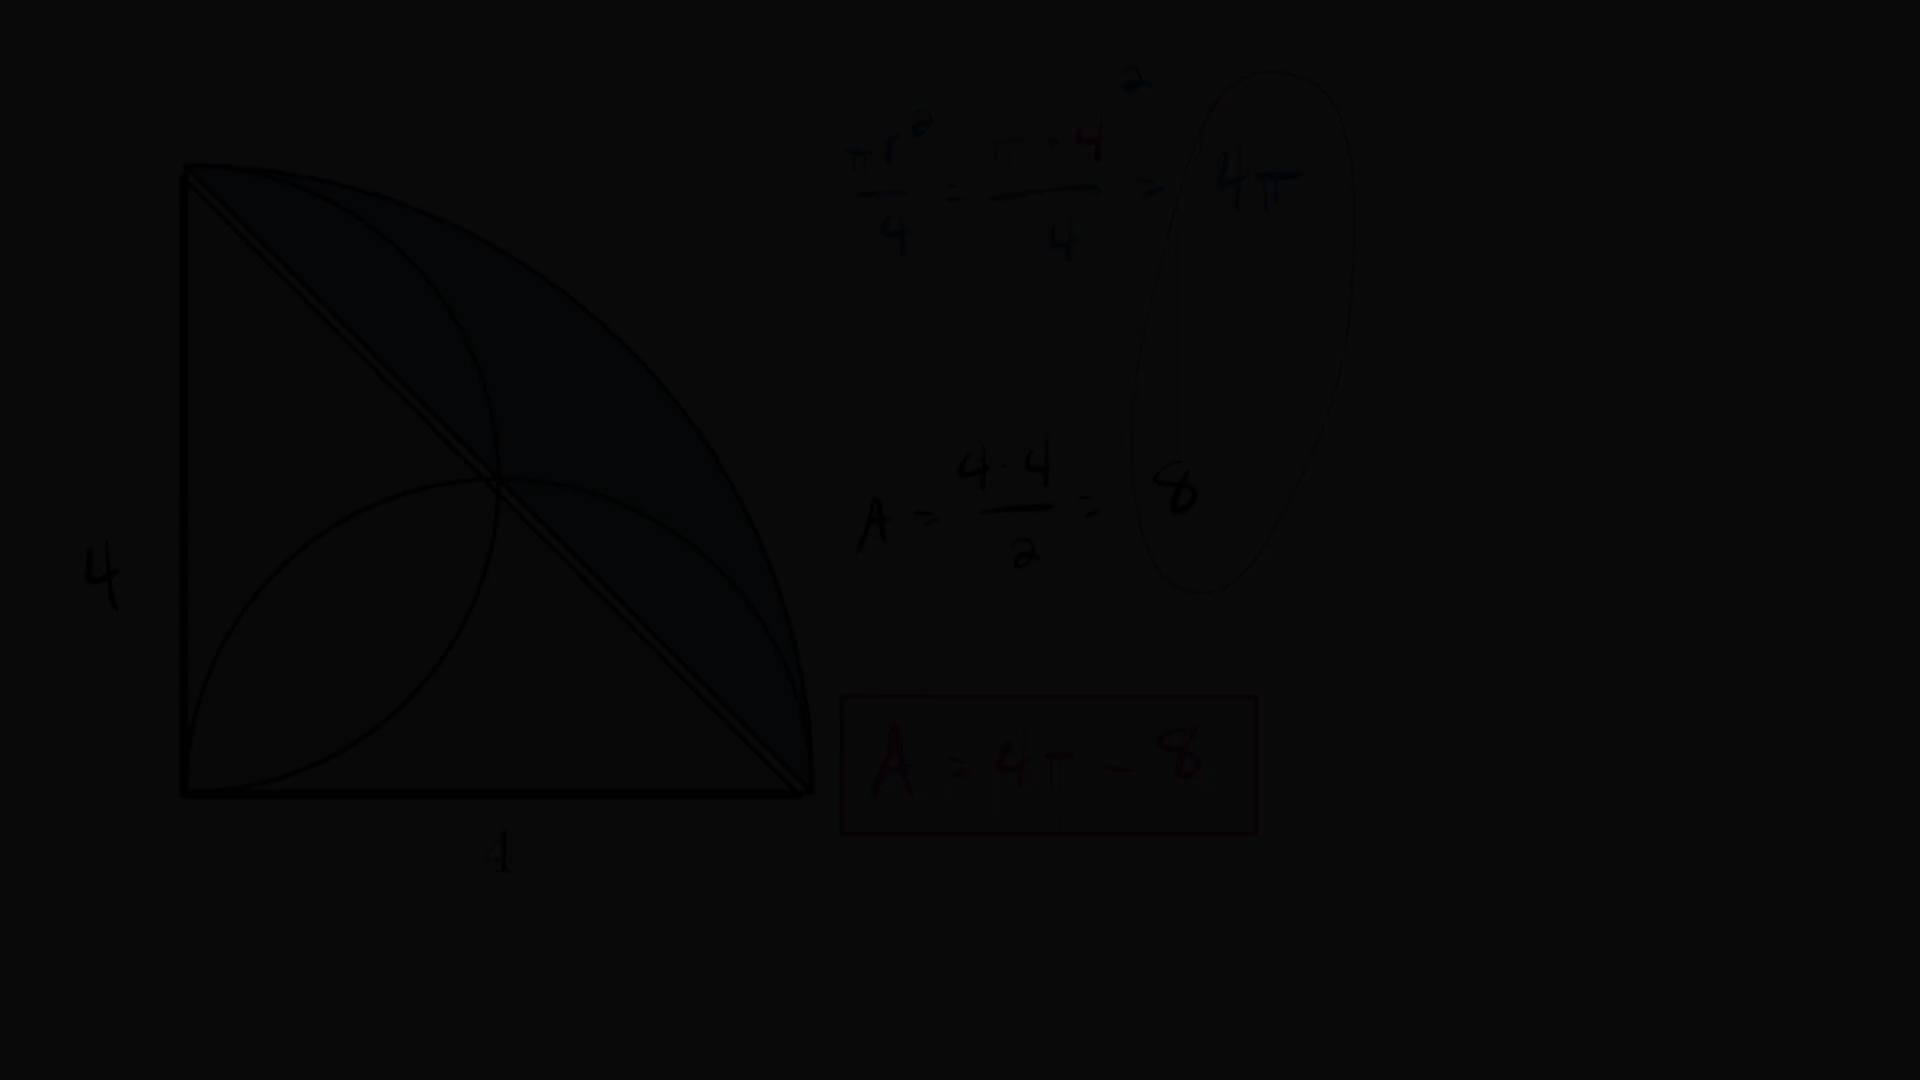 πr²/4 = π · 4²/4 = 4π
4
A = 4 · 4/2 = 8
A = 4π − 8
4